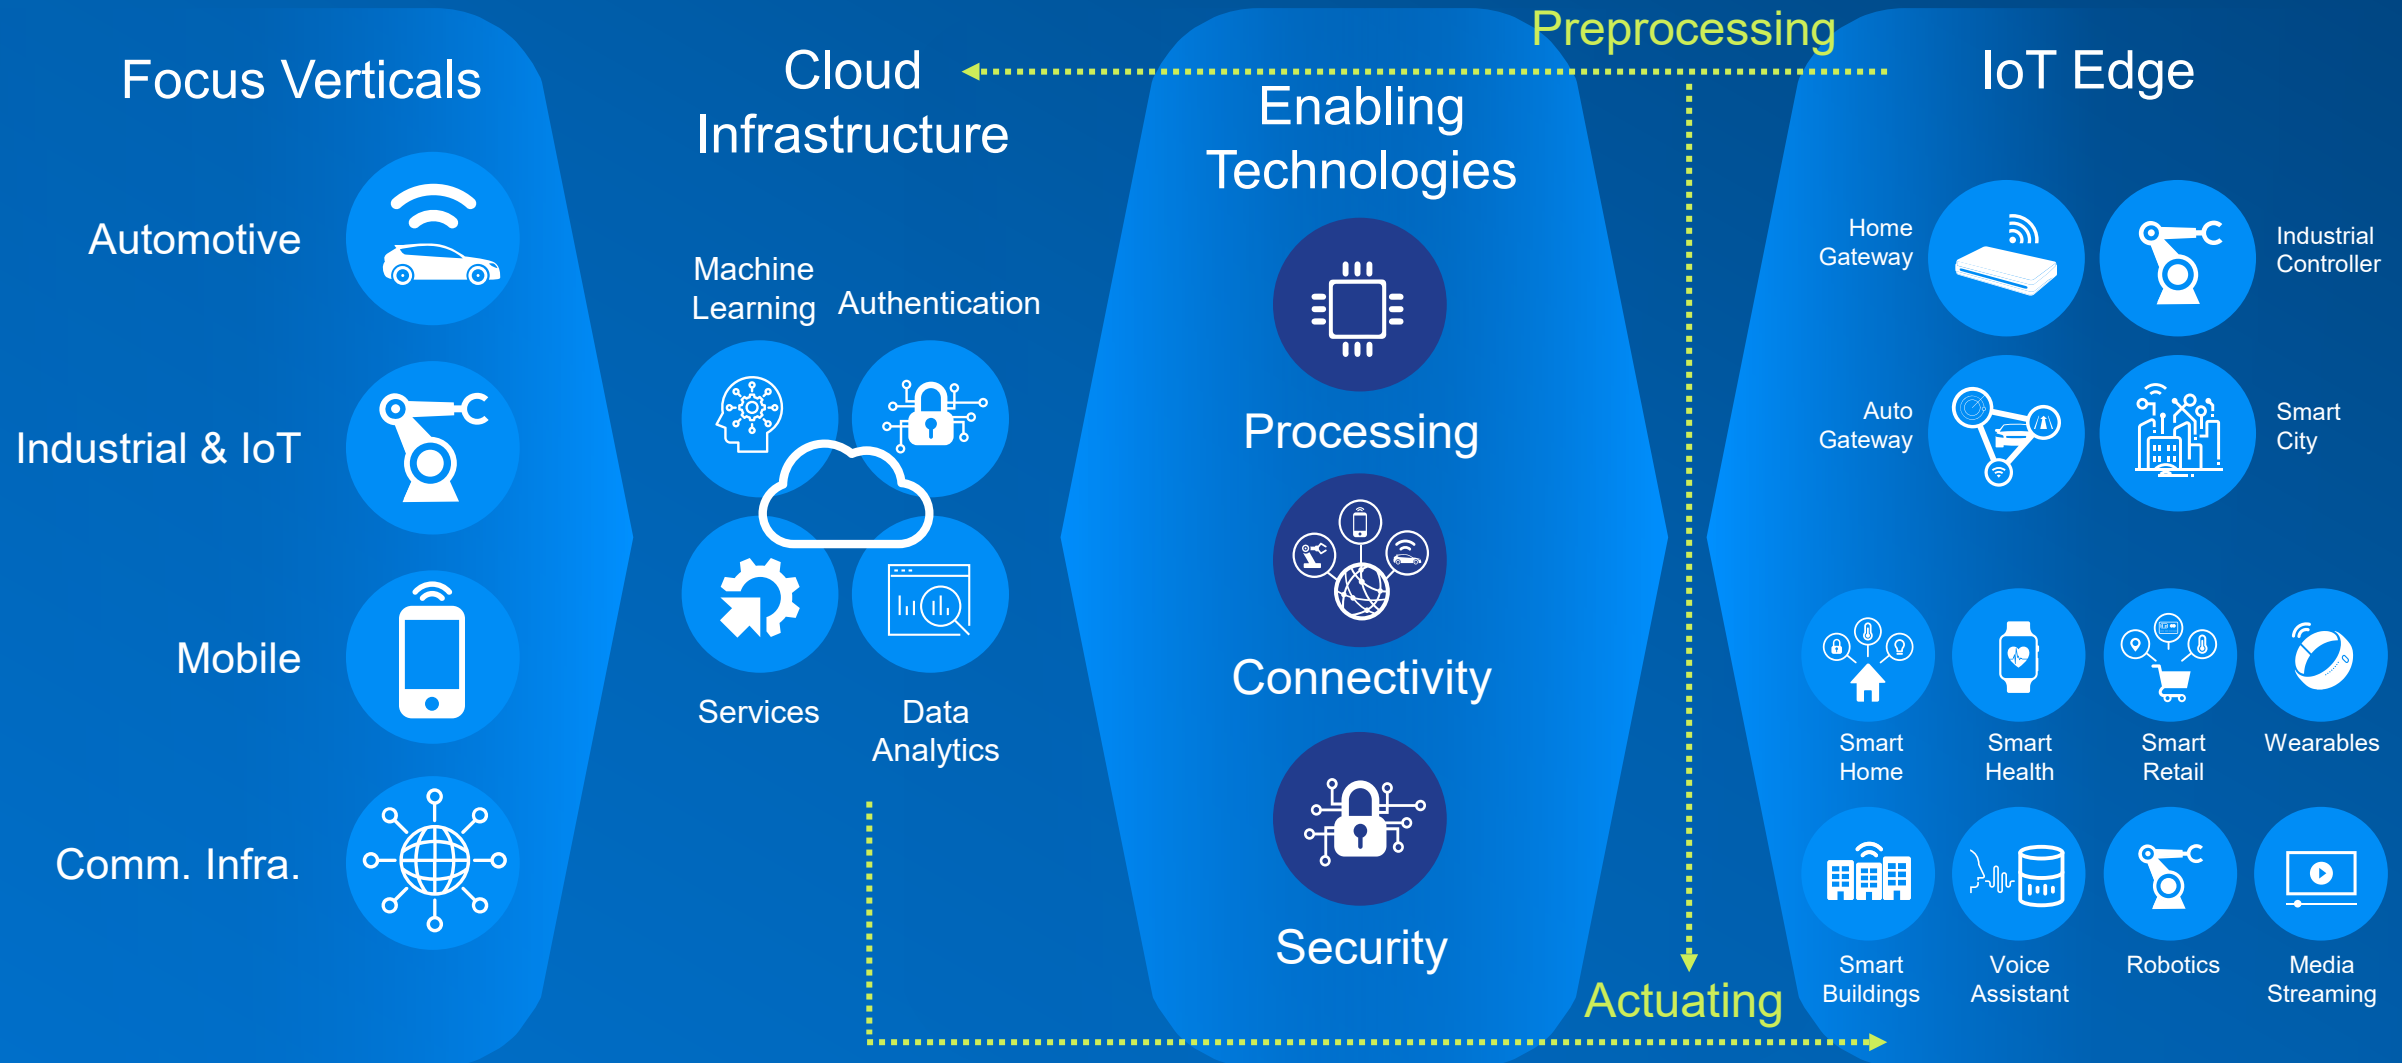 Focus Verticals
Automotive
Industrial & IoT
Mobile
Comm. Infra.
Cloud
Infrastructure
Machine
Learning
Authentication
Services
Data
Analytics
Preprocessing
Enabling
Technologies
Processing
Connectivity
Security
Actuating
IoT Edge
Home
Gateway
Industrial
Controller
Auto
Gateway
Smart
City
Smart
Home
Smart
Health
Smart
Retail
Wearables
Smart
Buildings
Voice
Assistant
Robotics
Media
Streaming